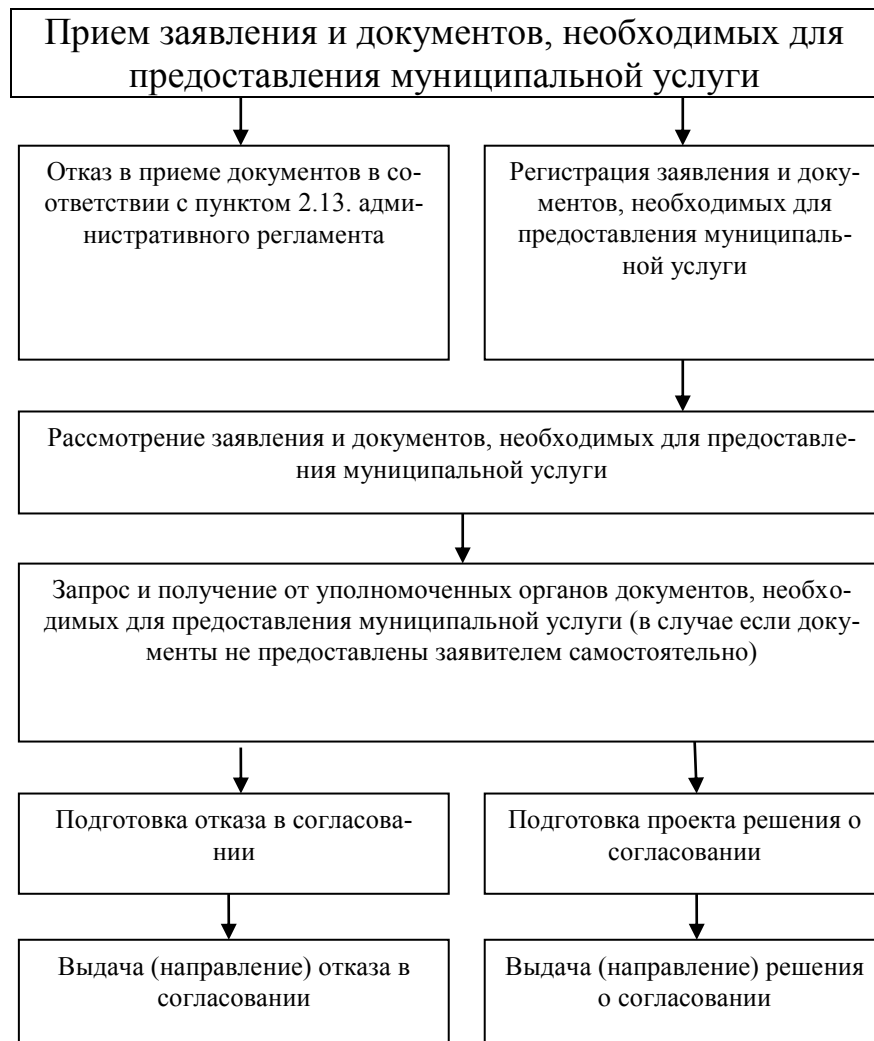 Прием заявления и документов, необходимых для
предоставления муниципальной услуги
Отказ в приеме документов в со-
ответствии с пунктом 2.13. адми-
нистративного регламента
Регистрация заявления и доку-
ментов, необходимых для
предоставления муниципаль-
ной услуги
Рассмотрение заявления и документов, необходимых для предоставле-
ния муниципальной услуги
Запрос и получение от уполномоченных органов документов, необхо-
димых для предоставления муниципальной услуги (в случае если доку-
менты не предоставлены заявителем самостоятельно)
Подготовка отказа в согласова-
нии
Подготовка проекта решения о
согласовании
Выдача (направление) отказа в
согласовании
Выдача (направление) решения
о согласовании